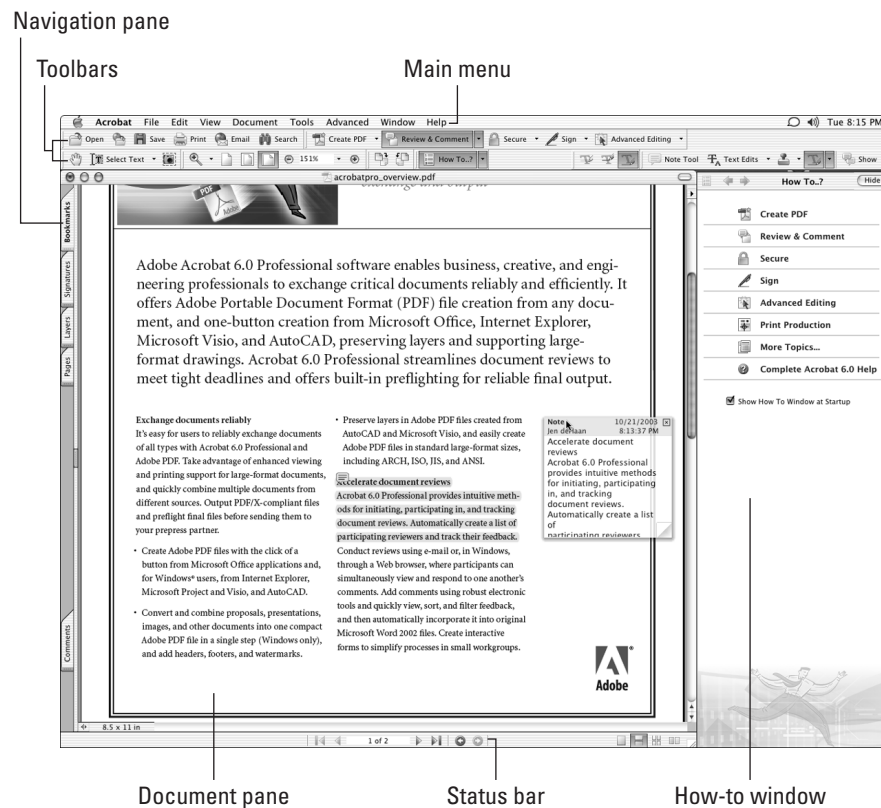 Navigation pane
Toolbars
Main menu
Acrobat File Edit View Document Tools Advanced Window Help
Tue 8:15 PM
Open Save Print Email Search Create PDF Review & Comment Secure Sign Advanced Editing
Select Text 151% How To..? Note Tool Text Edits Show
acrobatpro_overview.pdf
How To..? Hide
Bookmarks
Signatures
Layers
Pages
Comments
PDF
Adobe
Adobe Acrobat 6.0 Professional software enables business, creative, and engi-
neering professionals to exchange critical documents reliably and efficiently. It
offers Adobe Portable Document Format (PDF) file creation from any docu-
ment, and one-button creation from Microsoft Office, Internet Explorer,
Microsoft Visio, and AutoCAD, preserving layers and supporting large-
format drawings. Acrobat 6.0 Professional streamlines document reviews to
meet tight deadlines and offers built-in preflighting for reliable final output.
Exchange documents reliably
It's easy for users to reliably exchange documents
of all types with Acrobat 6.0 Professional and
Adobe PDF. Take advantage of enhanced viewing
and printing support for large-format documents,
and quickly combine multiple documents from
different sources. Output PDF/X-compliant files
and preflight final files before sending them to
your prepress partner.
• Create Adobe PDF files with the click of a
button from Microsoft Office applications and,
for Windows® users, from Internet Explorer,
Microsoft Project and Visio, and AutoCAD.
• Convert and combine proposals, presentations,
images, and other documents into one compact
Adobe PDF file in a single step (Windows only),
and add headers, footers, and watermarks.
• Preserve layers in Adobe PDF files created from
AutoCAD and Microsoft Visio, and easily create
Adobe PDF files in standard large-format sizes,
including ARCH, ISO, JIS, and ANSI.
Accelerate document reviews
Acrobat 6.0 Professional provides intuitive meth-
ods for initiating, participating in, and tracking
document reviews. Automatically create a list of
participating reviewers and track their feedback.
Conduct reviews using e-mail or, in Windows,
through a Web browser, where participants can
simultaneously view and respond to one another's
comments. Add comments using robust electronic
tools and quickly view, sort, and filter feedback,
and then automatically incorporate it into original
Microsoft Word 2002 files. Create interactive
forms to simplify processes in small workgroups.
Note 10/21/2003
Jen deHaan 8:13:37 PM
Accelerate document
reviews
Acrobat 6.0 Professional
provides intuitive methods
for initiating, participating
in, and tracking
document reviews.
Automatically create a list
of
participating reviewers
Adobe
Create PDF
Review & Comment
Secure
Sign
Advanced Editing
Print Production
More Topics...
Complete Acrobat 6.0 Help
Show How To Window at Startup
8.5 x 11 in
1 of 2
Document pane
Status bar
How-to window